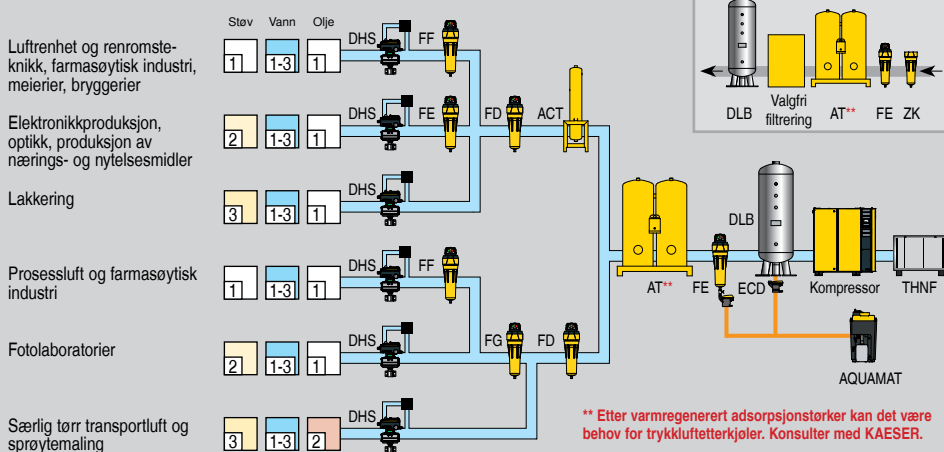 Støv Vann Olje
Luftrenhet og renromste-
knikk, farmasøytisk industri,
meierier, bryggerier
1 1-3 1
DHS FF
Elektronikkproduksjon,
optikk, produksjon av
nærings- og nytelsesmidler
2 1-3 1
DHS FE FD ACT
Lakkering
3 1-3 1
DHS
Prosessluft og farmasøytisk
industri
1 1-3 1
DHS FF
Fotolaboratorier
2 1-3 1
DHS FG FD
Særlig tørr transportluft og
sprøytemaling
3 1-3 2
DHS
DLB Valgfri
filtrering AT** FE ZK
DLB
AT** FE ECD Kompressor THNF
AQUAMAT
** Etter varmregenerert adsorpsjonstørker kan det være
behov for trykkluftetterkjøler. Konsulter med KAESER.